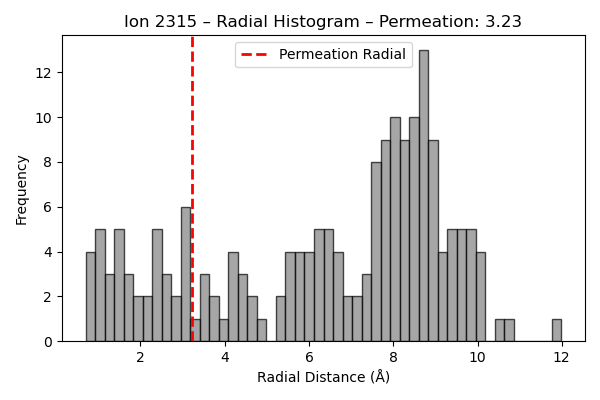 Ion 2315 – Radial Histogram – Permeation: 3.23
Permeation Radial
Frequency
12
10
8
6
4
2
0
2 4 6 8 10 12
Radial Distance (Å)